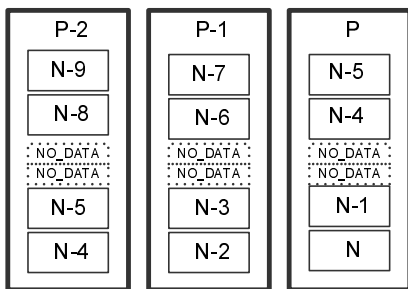 P-2
N-9
N-8
NO_DATA
NO_DATA
N-5
N-4
P-1
N-7
N-6
NO_DATA
NO_DATA
N-3
N-2
P
N-5
N-4
NO_DATA
NO_DATA
N-1
N